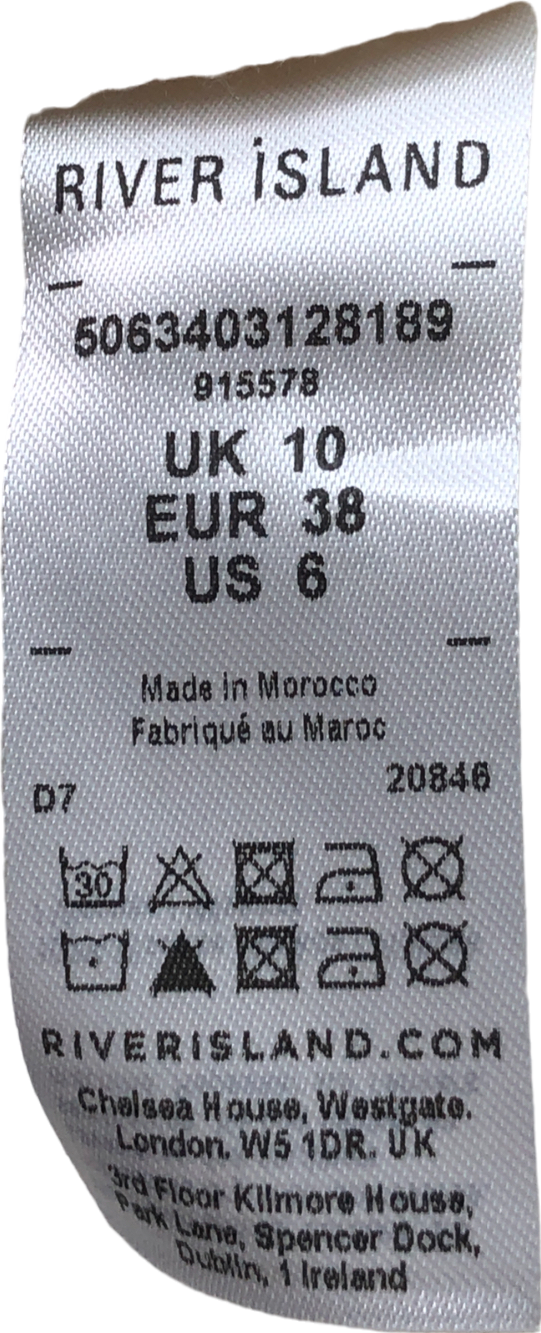 RIVER İSLAND
5063403128189
915578
UK 10
EUR 38
US 6
Made in Morocco
Fabriqué au Maroc
D7 20846
30
RIVERISLAND.COM
Chelsea House, Westgate.
London. W5 1DR. UK
3rd Floor Kilmore House,
Park Lane, Spencer Dock,
Dublin, 1 Ireland